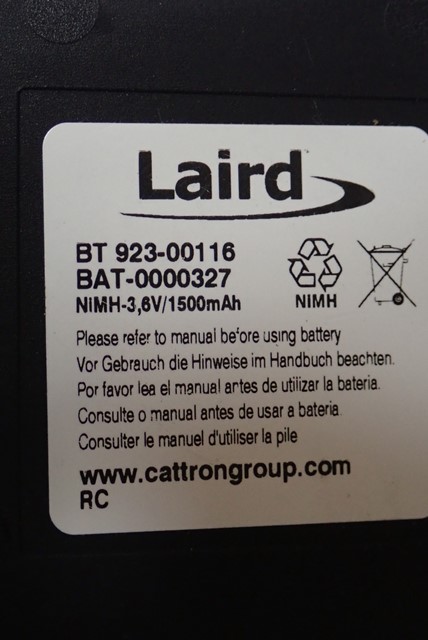 Laird
BT 923-00116
BAT-0000327
NiMH-3,6V/1500mAh
NIMH
Please refer to manual before using battery
Vor Gebrauch die Hinweise im Handbuch beachten.
Por favor lea el manual antes de utilizar la bateria.
Consulte o manual antes de usar a bateria.
Consulter le manuel d'utiliser la pile
www.cattrongroup.com
RC